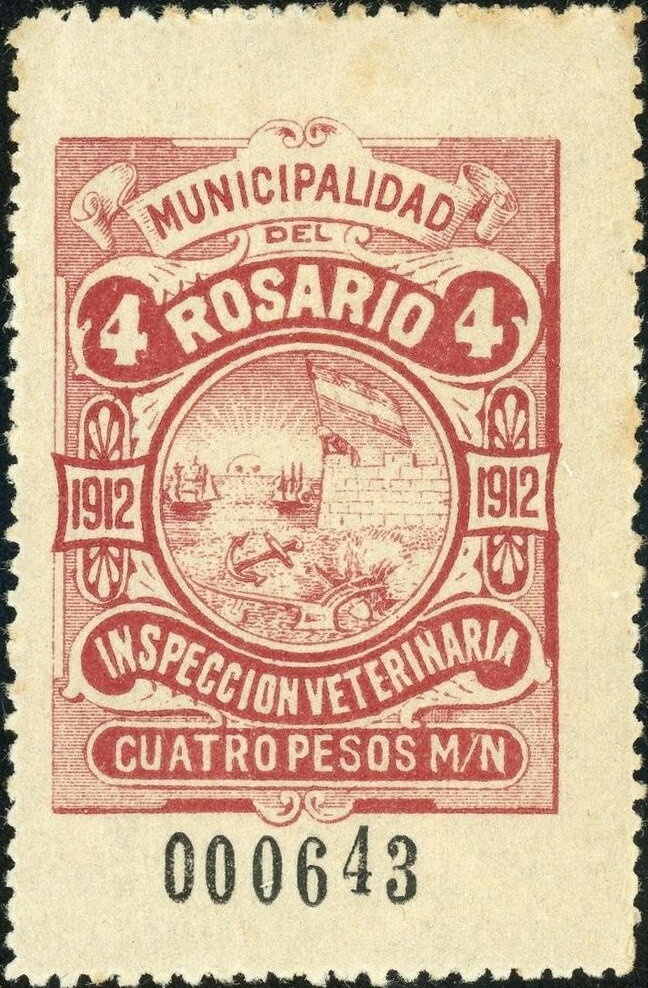 MUNICIPALIDAD
DEL
4 ROSARIO 4
1912 1912
INSPECCION VETERINARIA
CUATRO PESOS M/N
000643